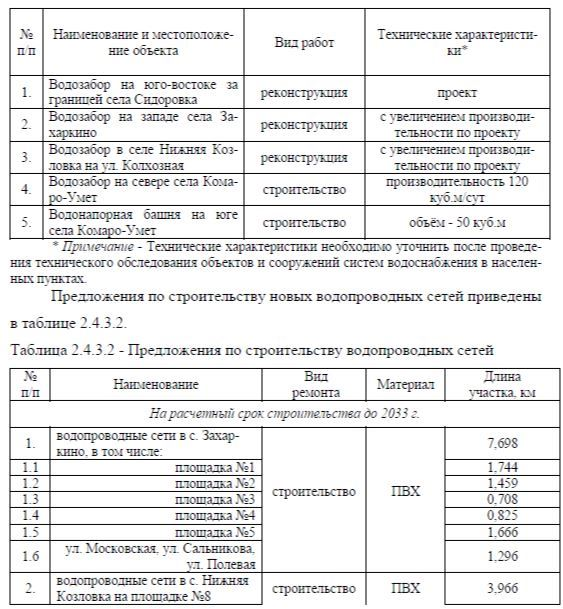 № п/п Наименование и местоположе-ние объекта Вид работ Технические характеристи-ки*
1. Водозабор на юго-востоке за границей села Сидоровка реконструкция проект
2. Водозабор на западе села За-харкино реконструкция с увеличением производи-тельности по проекту
3. Водозабор в селе Нижняя Коз-ловка на ул. Колхозная реконструкция с увеличением производи-тельности по проекту
4. Водозабор на севере села Кома-ро-Умет строительство производительность 120 куб.м/сут
5. Водонапорная башня на юге села Комаро-Умет строительство объём - 50 куб.м
* Примечание - Технические характеристики необходимо уточнить после проведе-
ния технического обследования объектов и сооружений систем водоснабжения в населен-
ных пунктах.
Предложения по строительству новых водопроводных сетей приведены
в таблице 2.4.3.2.
Таблица 2.4.3.2 - Предложения по строительству водопроводных сетей
№ п/п Наименование Вид ремонта Материал Длина участка, км
На расчетный срок строительства до 2033 г.
1. водопроводные сети в с. Захар-кино, в том числе: строительство ПВХ 7,698
1.1 площадка №1 1,744
1.2 площадка №2 1,459
1.3 площадка №3 0,708
1.4 площадка №4 0,825
1.5 площадка №5 1,666
1.6 ул. Московская, ул. Сальникова, ул. Полевая 1,296
2. водопроводные сети в с. Нижняя Козловка на площадке №8 строительство ПВХ 3,966